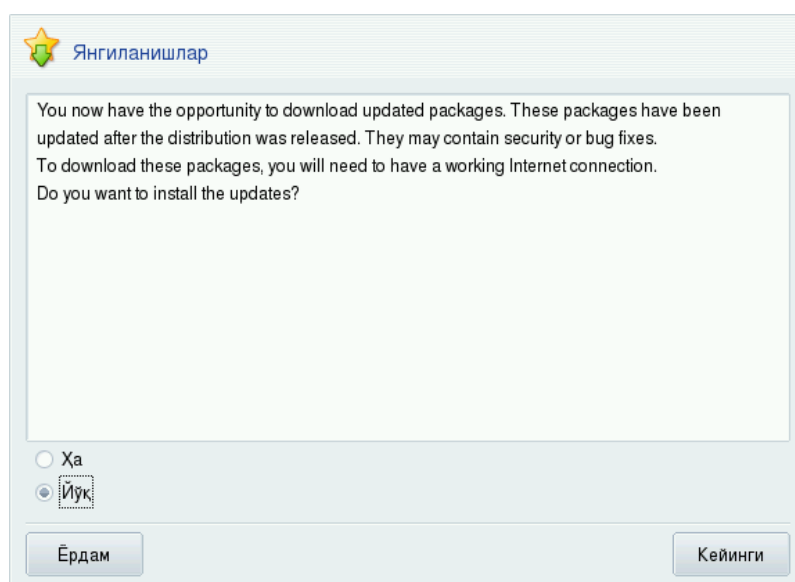 Янгиланишлар
You now have the opportunity to download updated packages. These packages have been
updated after the distribution was released. They may contain security or bug fixes.
To download these packages, you will need to have a working Internet connection.
Do you want to install the updates?
Ҳа
Йўқ
Ёрдам
Кейинги